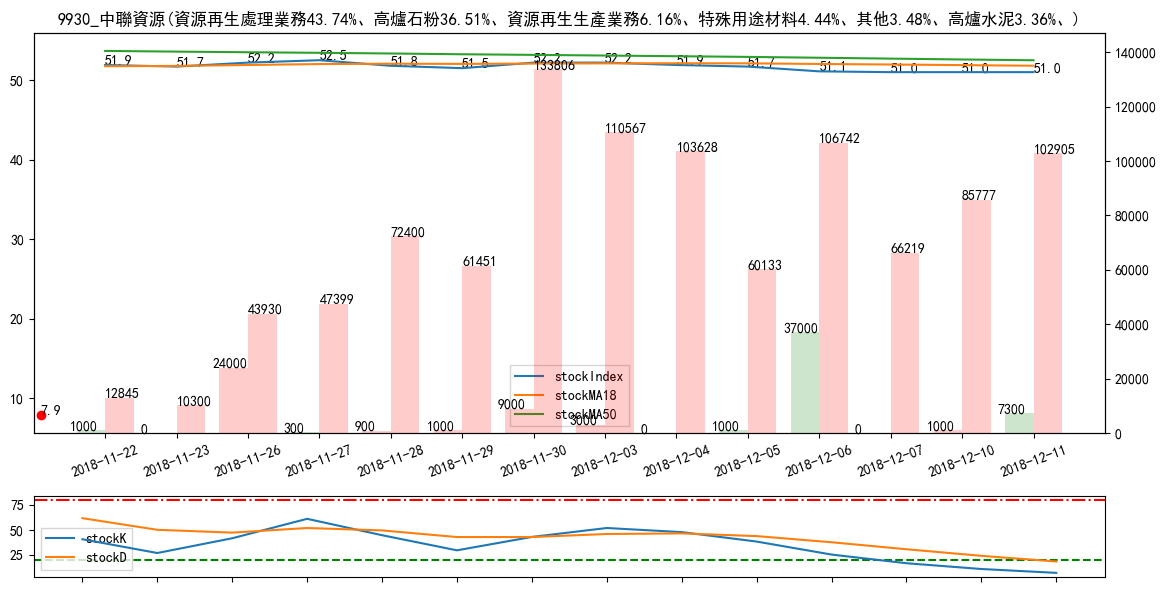 9930_中聯資源(資源再生處理業務43.74%、高爐石粉36.51%、資源再生生產業務6.16%、特殊用途材料4.44%、其他3.48%、高爐水泥3.36%、)
51.9 51.7 52.2 52.5 51.8 51.5 52.2 52.2 51.9 51.7 51.1 51.0 51.0 51.0
50
40
30
20
10
140000
120000
100000
80000
60000
40000
20000
0
7.9
1000 0 24000 300 900 1000 9000 3000 0 1000 37000 0 1000 7300
12845 10300 43930 47399 72400 61451 133806 110567 103628 60133 106742 66219 85777 102905
stockIndex
stockMA18
stockMA50
2018-11-22 2018-11-23 2018-11-26 2018-11-27 2018-11-28 2018-11-29 2018-11-30 2018-12-03 2018-12-04 2018-12-05 2018-12-06 2018-12-07 2018-12-10 2018-12-11
75
50
25
stockK
stockD